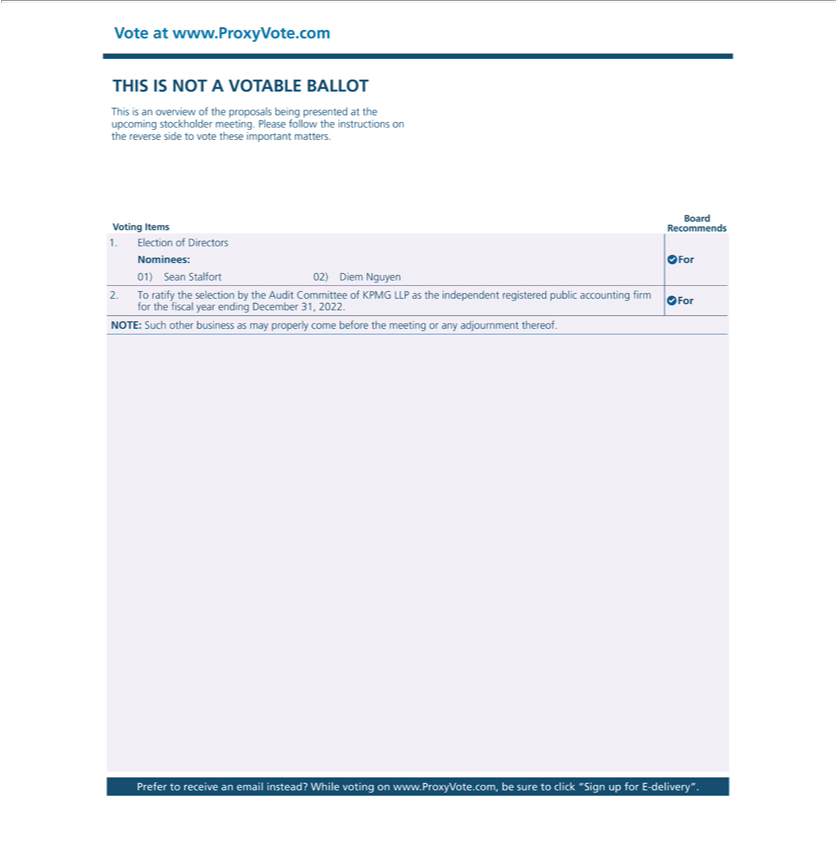 Vote at www.ProxyVote.com
THIS IS NOT A VOTABLE BALLOT
This is an overview of the proposals being presented at the
upcoming stockholder meeting. Please follow the instructions on
the reverse side to vote these important matters.
Voting Items
Board
Recommends
1. Election of Directors
Nominees:
01) Sean Stalfort 02) Diem Nguyen
For
2. To ratify the selection by the Audit Committee of KPMG LLP as the independent registered public accounting firm
for the fiscal year ending December 31, 2022.
For
NOTE: Such other business as may properly come before the meeting or any adjournment thereof.
Prefer to receive an email instead? While voting on www.ProxyVote.com, be sure to click “Sign up for E-delivery”.